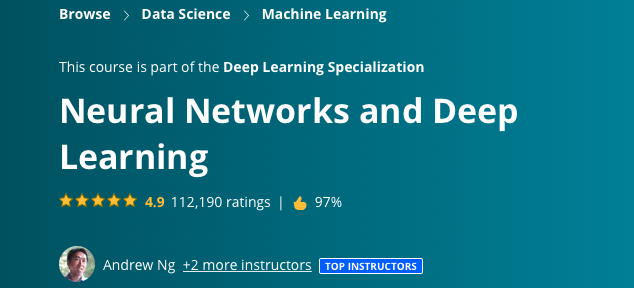 Browse > Data Science > Machine Learning
This course is part of the Deep Learning Specialization
Neural Networks and Deep
Learning
4.9 112,190 ratings | 97%
Andrew Ng +2 more instructors TOP INSTRUCTORS